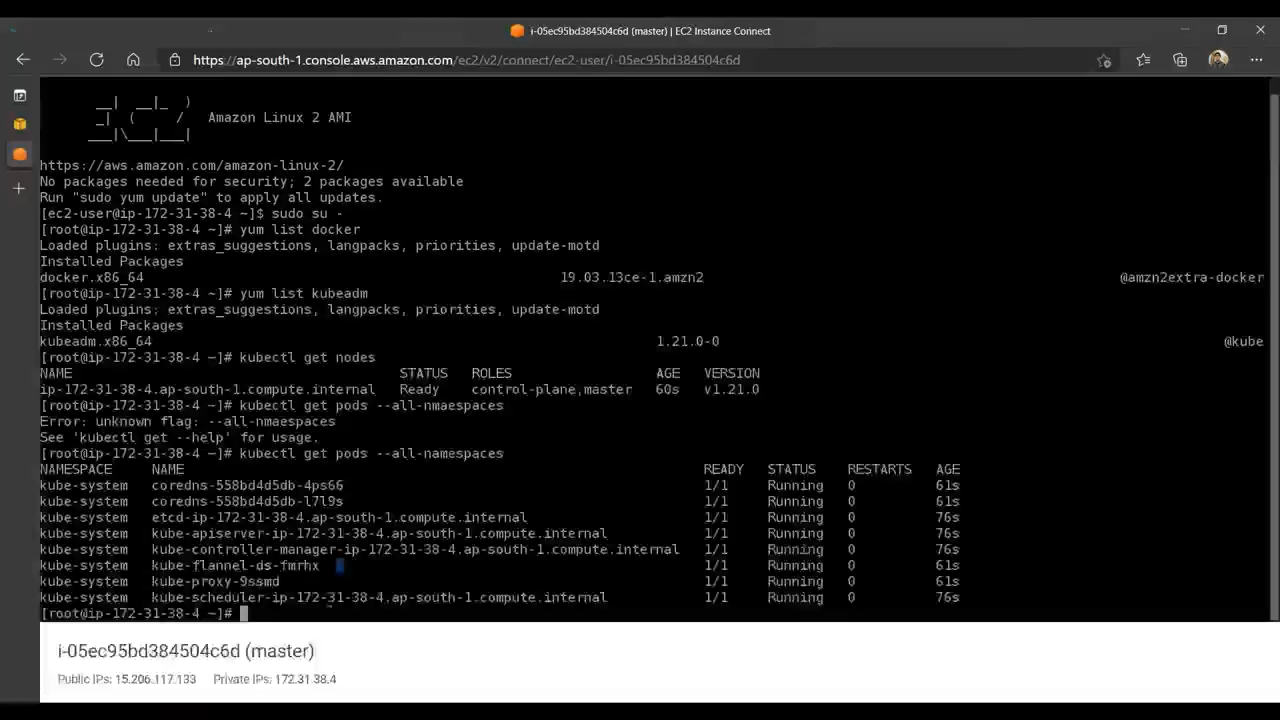 i-05ec95bd384504c6d (master) | EC2 Instance Connect
https://ap-south-1.console.aws.amazon.com/ec2/v2/connect/ec2-user/i-05ec95bd384504c6d
__|  __|_  )
_|  (     /   Amazon Linux 2 AMI
___|\___|___|
https://aws.amazon.com/amazon-linux-2/
No packages needed for security; 2 packages available
Run "sudo yum update" to apply all updates.
[ec2-user@ip-172-31-38-4 ~]$ sudo su -
[root@ip-172-31-38-4 ~]# yum list docker
Loaded plugins: extras_suggestions, langpacks, priorities, update-motd
Installed Packages
docker.x86_64 19.03.13ce-1.amzn2 @amzn2extra-docker
[root@ip-172-31-38-4 ~]# yum list kubeadm
Loaded plugins: extras_suggestions, langpacks, priorities, update-motd
Installed Packages
kubeadm.x86_64 1.21.0-0 @kube
[root@ip-172-31-38-4 ~]# kubectl get nodes
NAME STATUS ROLES AGE VERSION
ip-172-31-38-4.ap-south-1.compute.internal Ready control-plane,master 60s v1.21.0
[root@ip-172-31-38-4 ~]# kubectl get pods --all-nmaespaces
Error: unknown flag: --all-nmaespaces
See 'kubectl get --help' for usage.
[root@ip-172-31-38-4 ~]# kubectl get pods --all-namespaces
NAMESPACE NAME READY STATUS RESTARTS AGE
kube-system coredns-558bd4d5db-4ps66 1/1 Running 0 61s
kube-system coredns-558bd4d5db-l7l9s 1/1 Running 0 61s
kube-system etcd-ip-172-31-38-4.ap-south-1.compute.internal 1/1 Running 0 76s
kube-system kube-apiserver-ip-172-31-38-4.ap-south-1.compute.internal 1/1 Running 0 76s
kube-system kube-controller-manager-ip-172-31-38-4.ap-south-1.compute.internal 1/1 Running 0 76s
kube-system kube-flannel-ds-fmrhx 1/1 Running 0 61s
kube-system kube-proxy-9ssmd 1/1 Running 0 61s
kube-system kube-scheduler-ip-172-31-38-4.ap-south-1.compute.internal 1/1 Running 0 76s
[root@ip-172-31-38-4 ~]#
i-05ec95bd384504c6d (master)
Public IPs: 15.206.117.133 Private IPs: 172.31.38.4